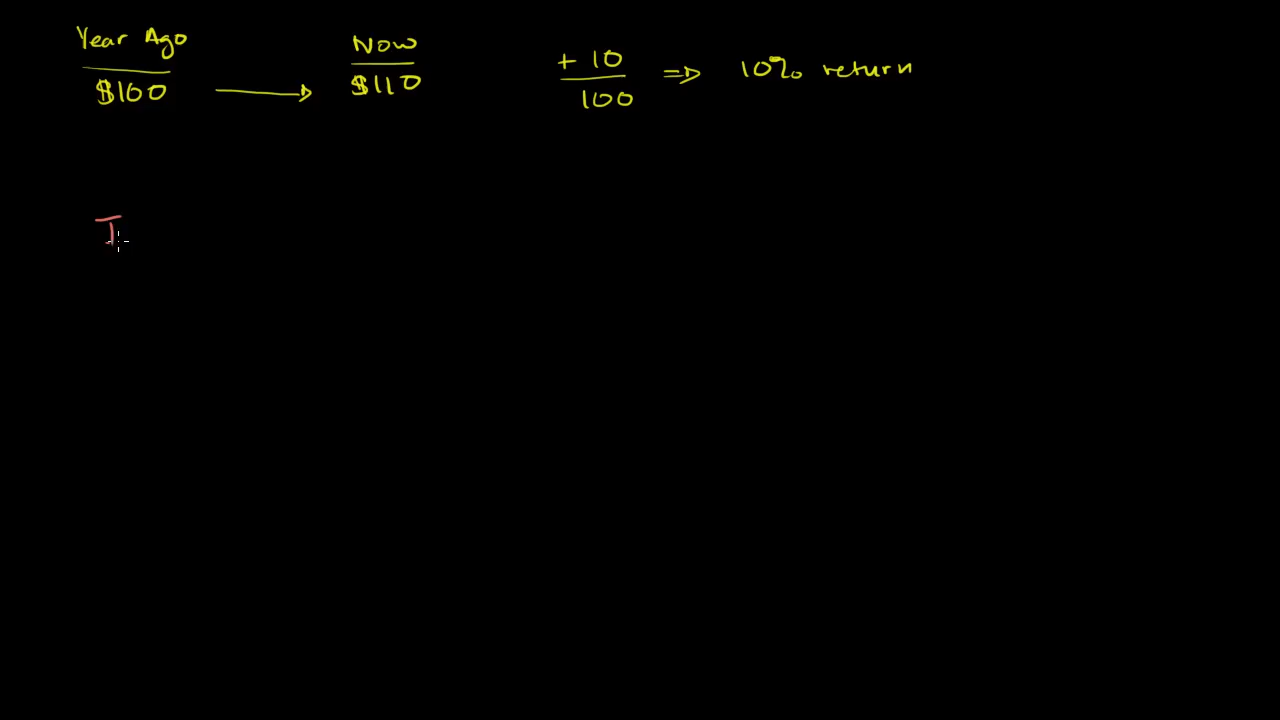 Year Ago
Now
$100
$110
+ 10
100
⇒ 10% return
I